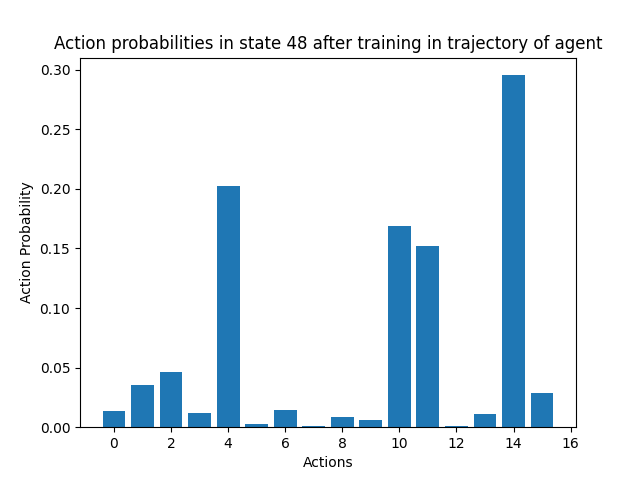 Action probabilities in state 48 after training in trajectory of agent
0.30
0.25
0.20
0.15
0.10
0.05
0.00
Action Probability
0 2 4 6 8 10 12 14 16
Actions